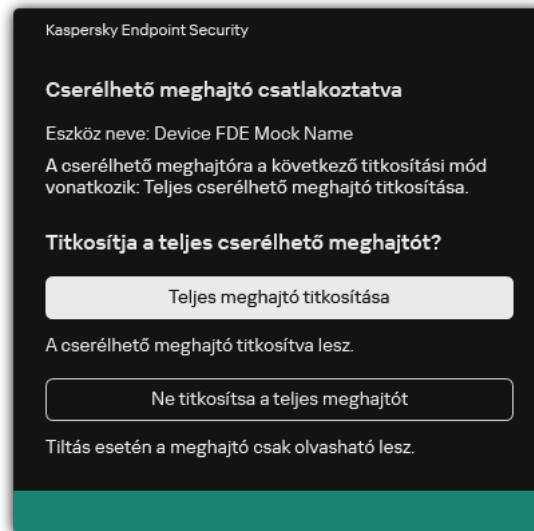 Kaspersky Endpoint Security
Cserélhető meghajtó csatlakoztatva
Eszköz neve: Device FDE Mock Name
A cserélhető meghajtóra a következő titkosítási mód
vonatkozik: Teljes cserélhető meghajtó titkosítása.
Titkosítja a teljes cserélhető meghajtót?
Teljes meghajtó titkosítása
A cserélhető meghajtó titkosítva lesz.
Ne titkosítsa a teljes meghajtót
Tiltás esetén a meghajtó csak olvasható lesz.